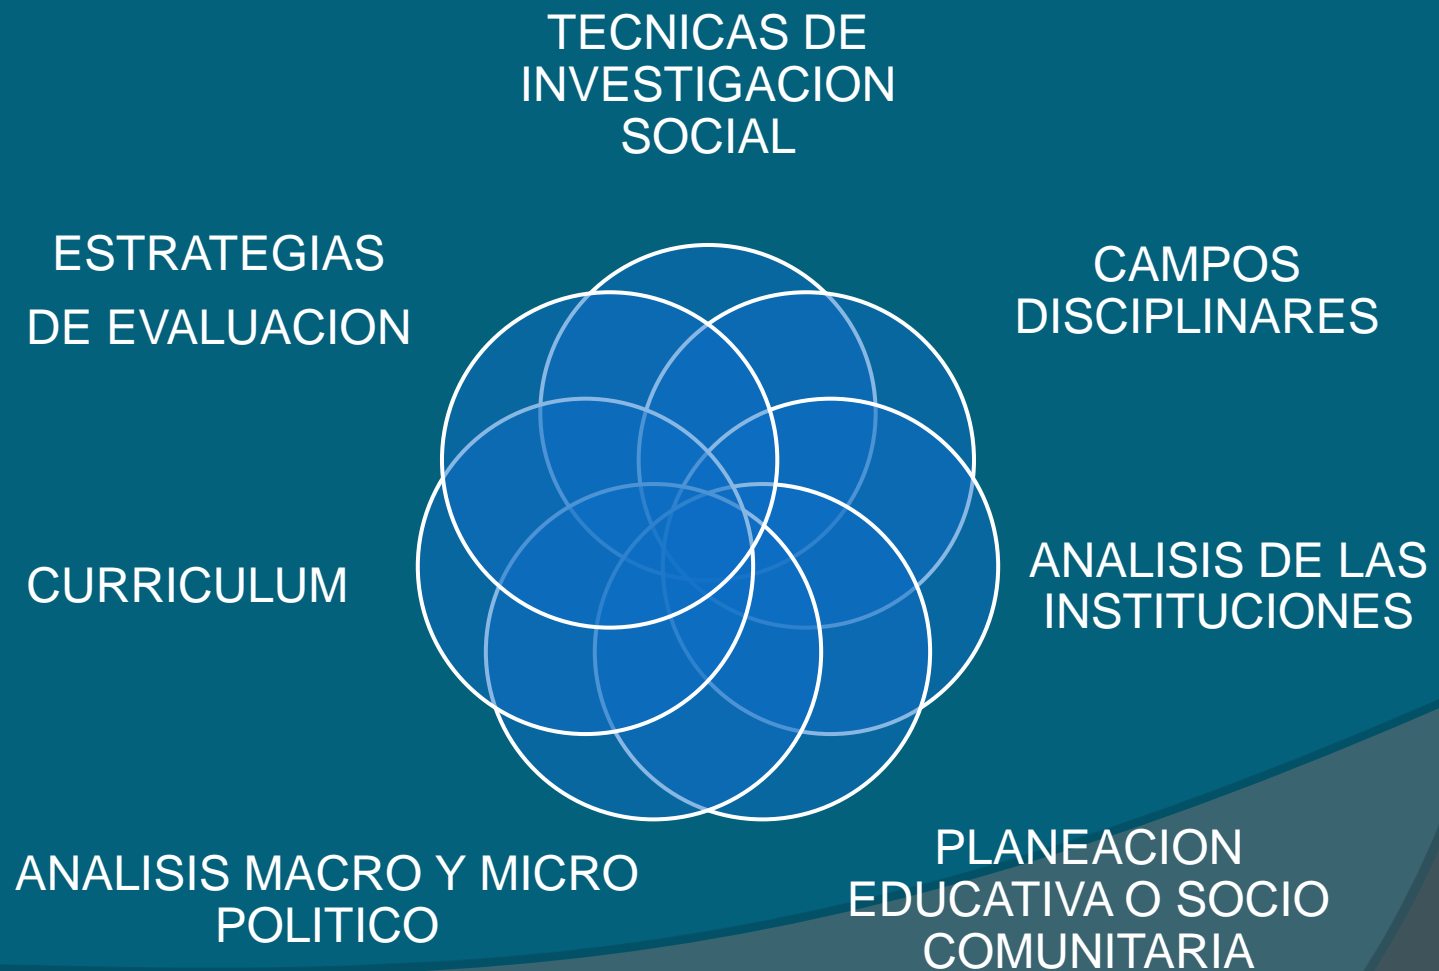 TECNICAS DE
INVESTIGACION
SOCIAL
ESTRATEGIAS
DE EVALUACION
CAMPOS
DISCIPLINARES
CURRICULUM
ANALISIS DE LAS
INSTITUCIONES
ANALISIS MACRO Y MICRO
POLITICO
PLANEACION
EDUCATIVA O SOCIO
COMUNITARIA